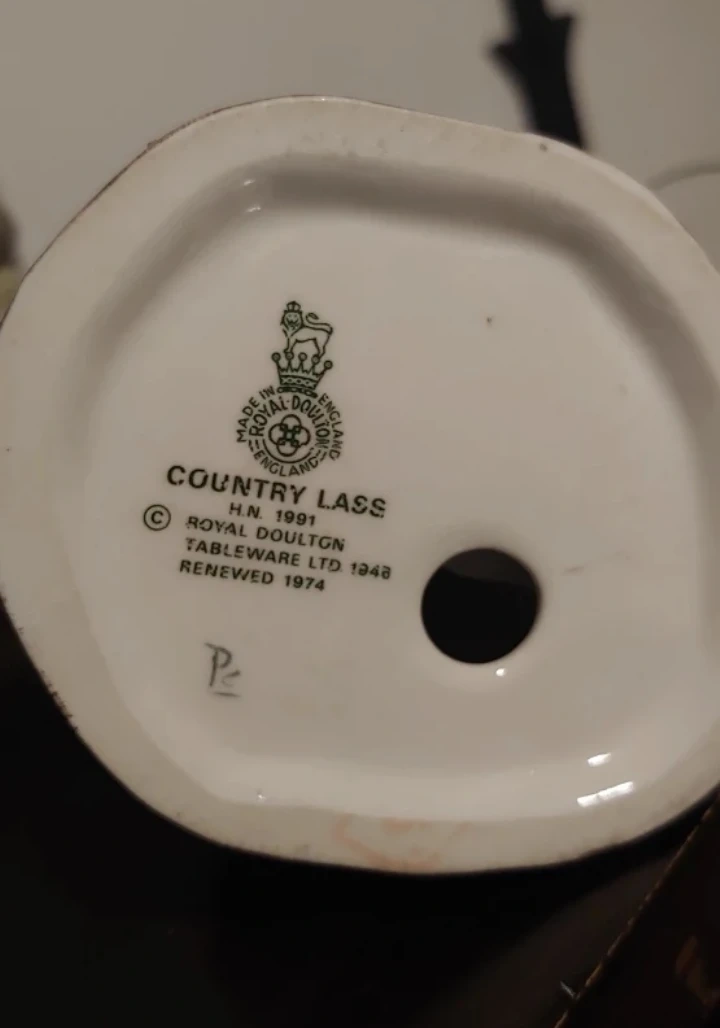 MADE IN ENGLAND
ROYAL·DOULTON
ENGLAND
COUNTRY LASS
H.N. 1991
© ROYAL DOULTON
TABLEWARE LTD 1948
RENEWED 1974